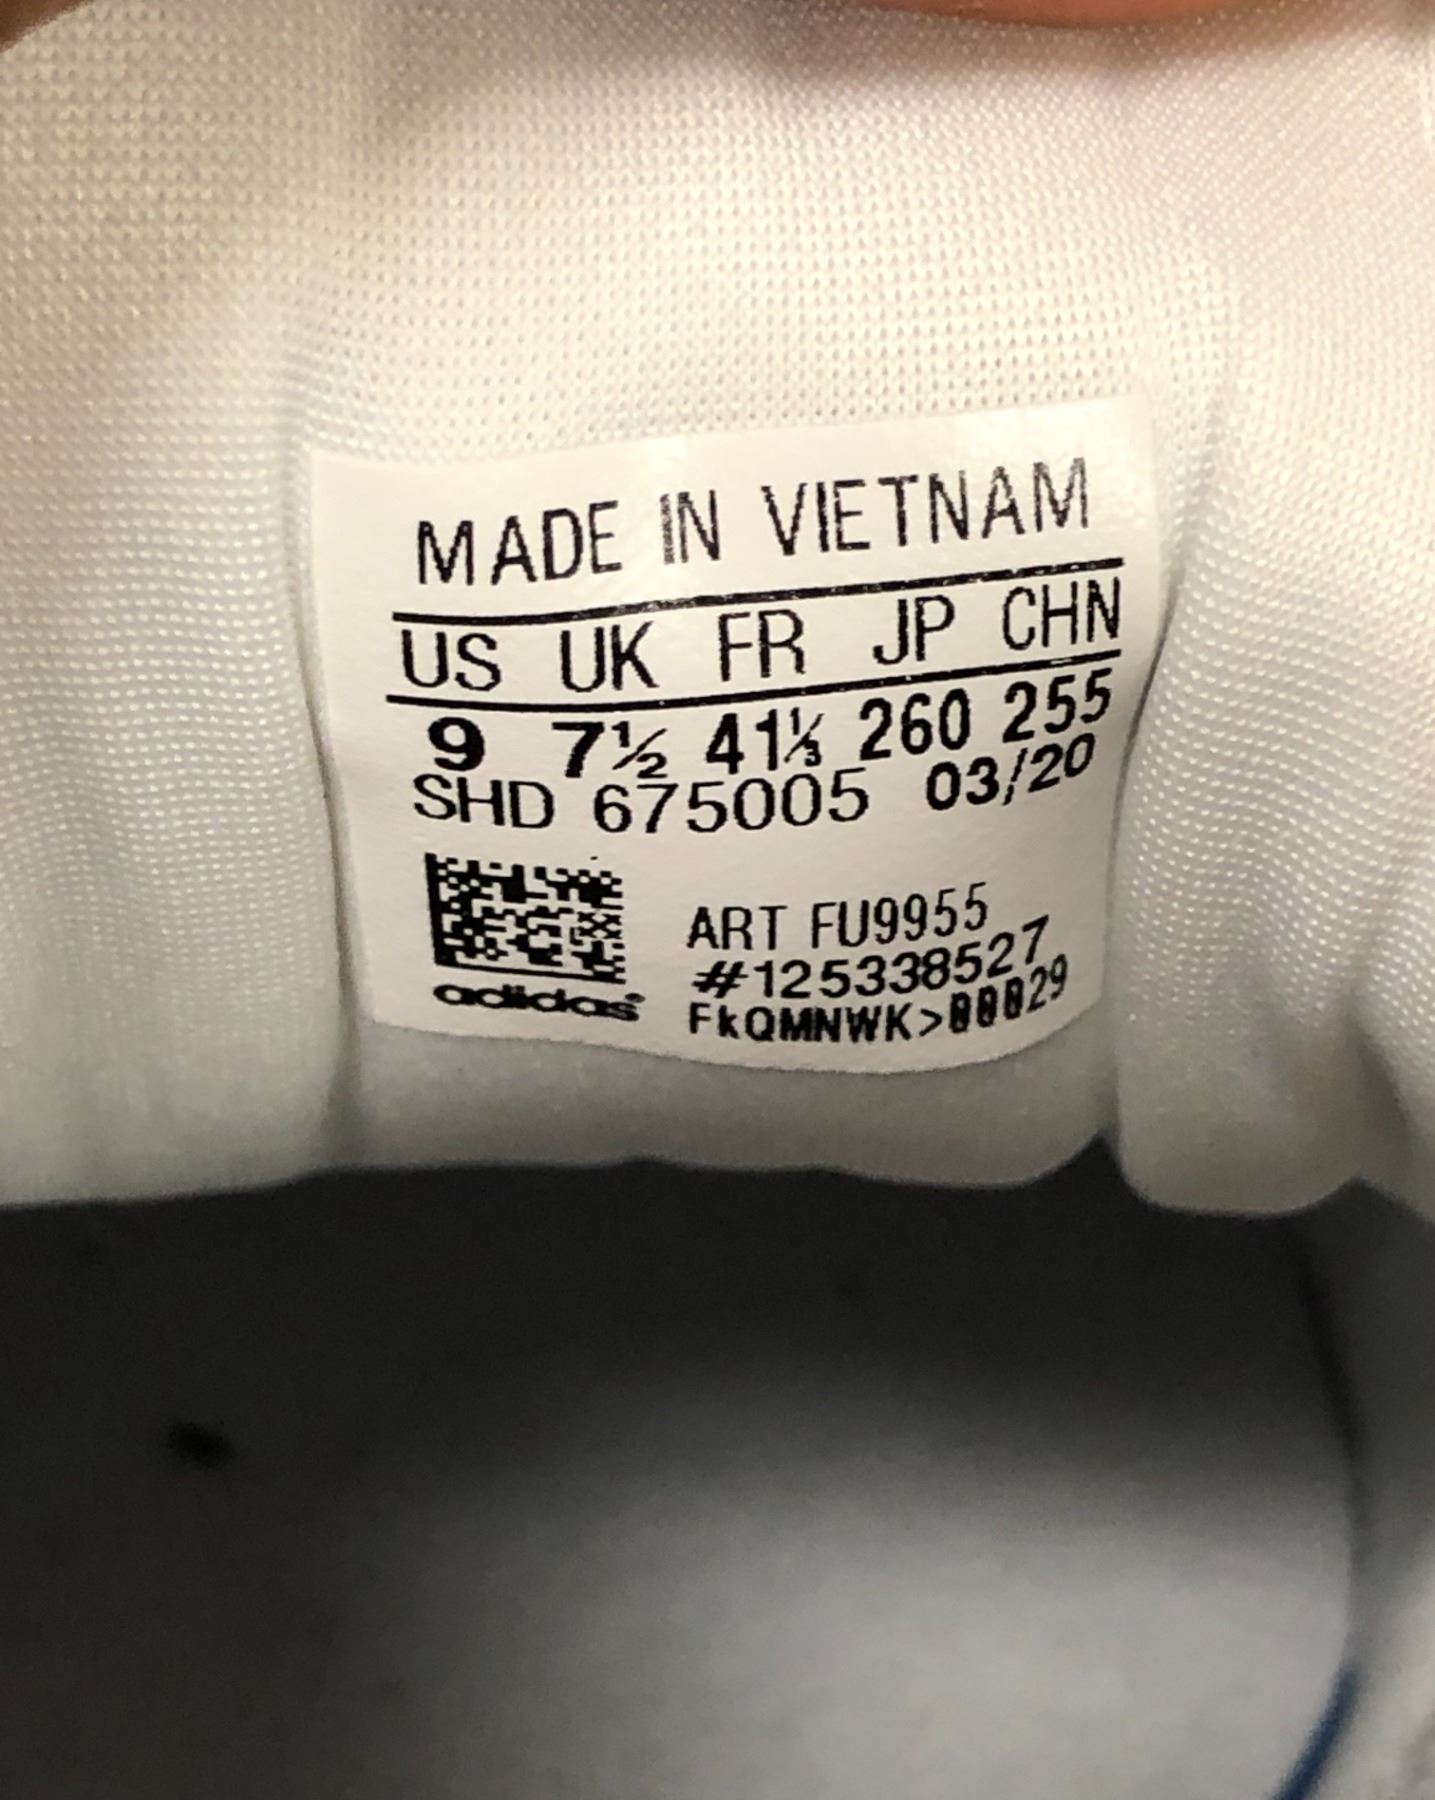 MADE IN VIETNAM
US UK FR JP CHN
9 7½ 41⅓ 260 255
SHD 675005 03/20
ART FU9955
#125338527
FkQMNWK>00029
adidas